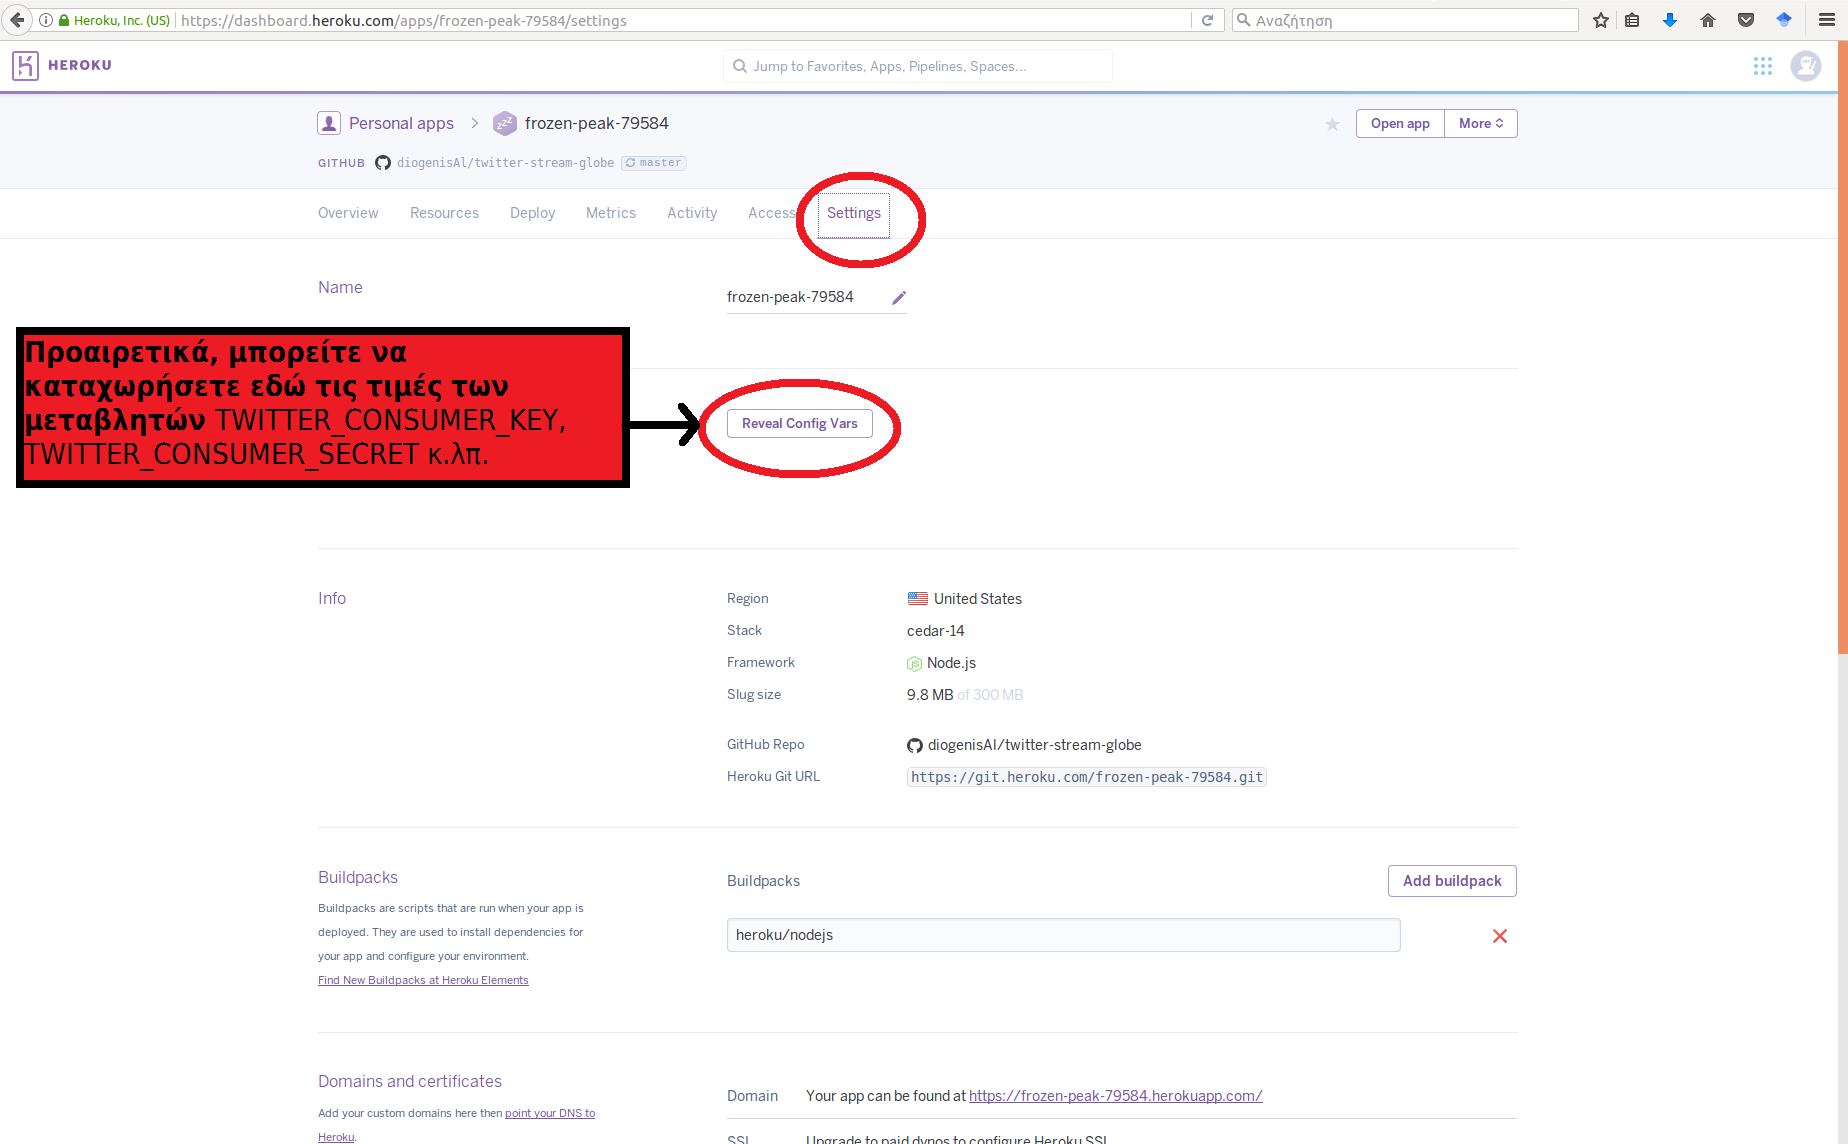 Heroku, Inc. (US) https://dashboard.heroku.com/apps/frozen-peak-79584/settings Αναζήτηση
HEROKU Jump to Favorites, Apps, Pipelines, Spaces...
Personal apps > frozen-peak-79584 Open app More
GITHUB diogenisAl/twitter-stream-globe master
Overview Resources Deploy Metrics Activity Access Settings
Name
frozen-peak-79584
Προαιρετικά, μπορείτε να
καταχωρήσετε εδώ τις τιμές των
μεταβλητών TWITTER_CONSUMER_KEY,
TWITTER_CONSUMER_SECRET κ.λπ.
Reveal Config Vars
Info
Region United States
Stack cedar-14
Framework Node.js
Slug size 9.8 MB of 300 MB
GitHub Repo diogenisAl/twitter-stream-globe
Heroku Git URL https://git.heroku.com/frozen-peak-79584.git
Buildpacks
Buildpacks are scripts that are run when your app is
deployed. They are used to install dependencies for
your app and configure your environment.
Find New Buildpacks at Heroku Elements
Buildpacks Add buildpack
heroku/nodejs
Domains and certificates
Add your custom domains here then point your DNS to
Heroku.
Domain Your app can be found at https://frozen-peak-79584.herokuapp.com/
SSL Upgrade to paid dynos to configure Heroku SSL